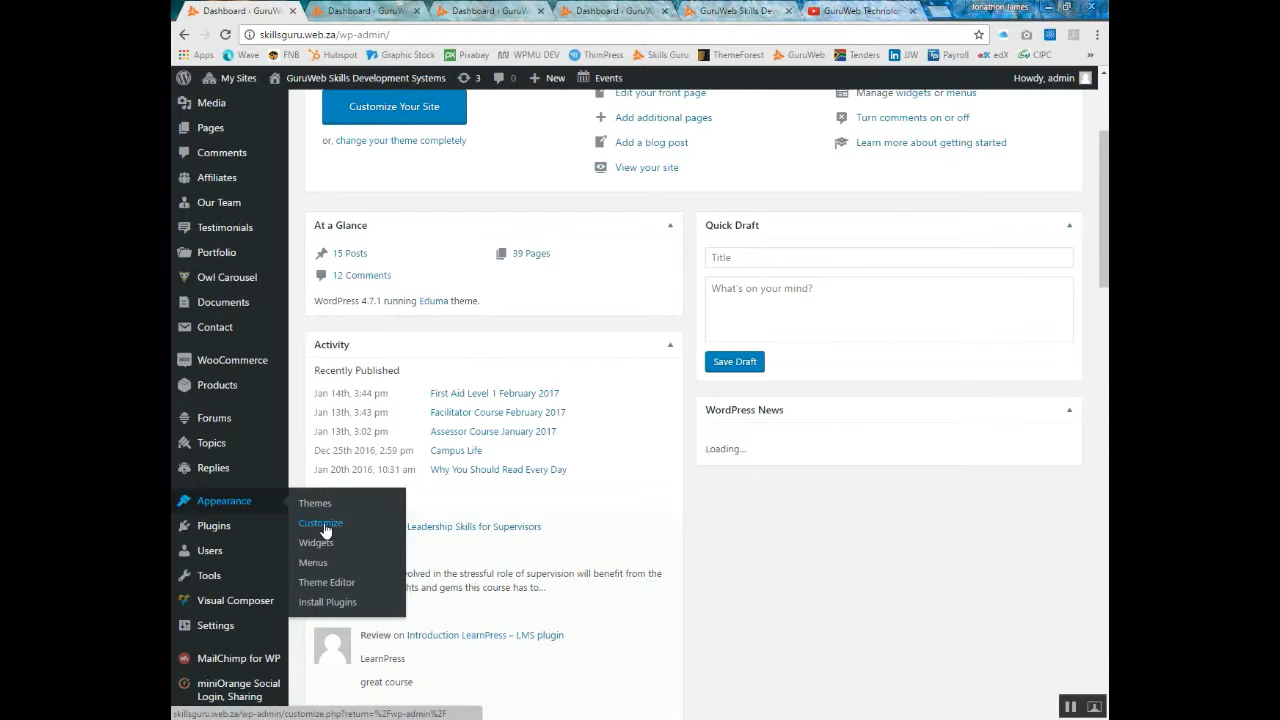 Dashboard ‹ GuruW
Dashboard ‹ GuruWe
Dashboard ‹ GuruWe
Dashboard ‹ GuruWe
GuruWeb Skills Dev
GuruWeb Technolo
Jonathon James
skillsguru.web.za/wp-admin/
Apps
Wave
FNB
Hubspot
Graphic Stock
Pixabay
WPMU DEV
ThimPress
Skills Guru
ThemeForest
GuruWeb
Tenders
JJW
Payroll
edX
CIPC
»
My Sites
GuruWeb Skills Development Systems
3
0
New
Events
Howdy, admin
Media
Pages
Comments
Affiliates
Our Team
Testimonials
Portfolio
Owl Carousel
Documents
Contact
WooCommerce
Products
Forums
Topics
Replies
Appearance
Plugins
Users
Tools
Visual Composer
Settings
MailChimp for WP
miniOrange Social
Login, Sharing
Themes
Customize
Widgets
Menus
Theme Editor
Install Plugins
Customize Your Site
or, change your theme completely
Edit your front page
Add additional pages
Add a blog post
View your site
Manage widgets or menus
Turn comments on or off
Learn more about getting started
At a Glance
15 Posts
39 Pages
12 Comments
WordPress 4.7.1 running Eduma theme.
Activity
Recently Published
Jan 14th, 3:44 pm First Aid Level 1 February 2017
Jan 13th, 3:43 pm Facilitator Course February 2017
Jan 13th, 3:02 pm Assessor Course January 2017
Dec 25th 2016, 2:59 pm Campus Life
Jan 20th 2016, 10:31 am Why You Should Read Every Day
Leadership Skills for Supervisors
volved in the stressful role of supervision will benefit from the
hts and gems this course has to...
Review on Introduction LearnPress – LMS plugin
LearnPress
great course
Quick Draft
Title
What's on your mind?
Save Draft
WordPress News
Loading...
skillsguru.web.za/wp-admin/customize.php?return=%2Fwp-admin%2F